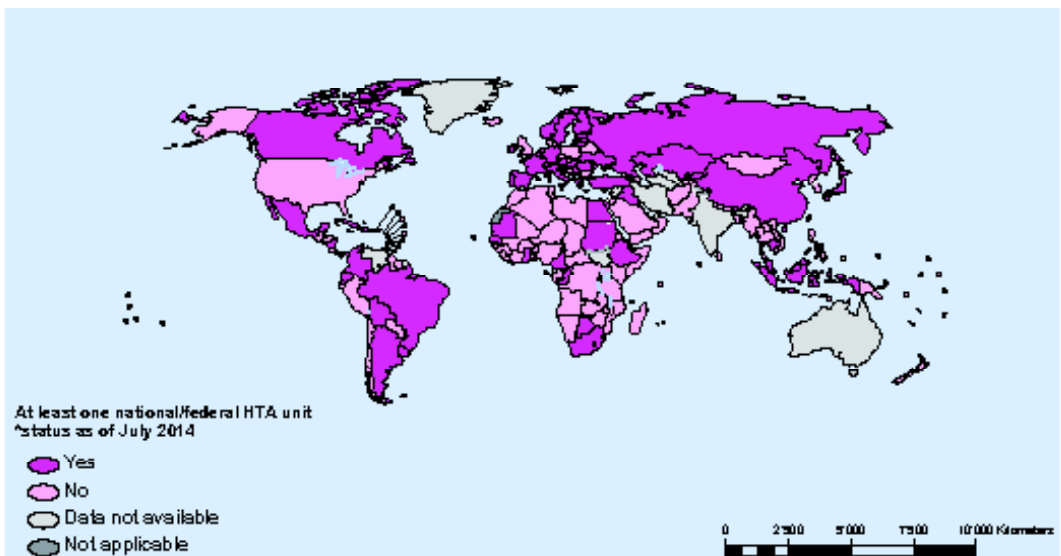 At least one national/federal HTA unit
*status as of July 2014
Yes
No
Data not available
Not applicable
0 2'500 5'000 7'500 10'000 Kilometers